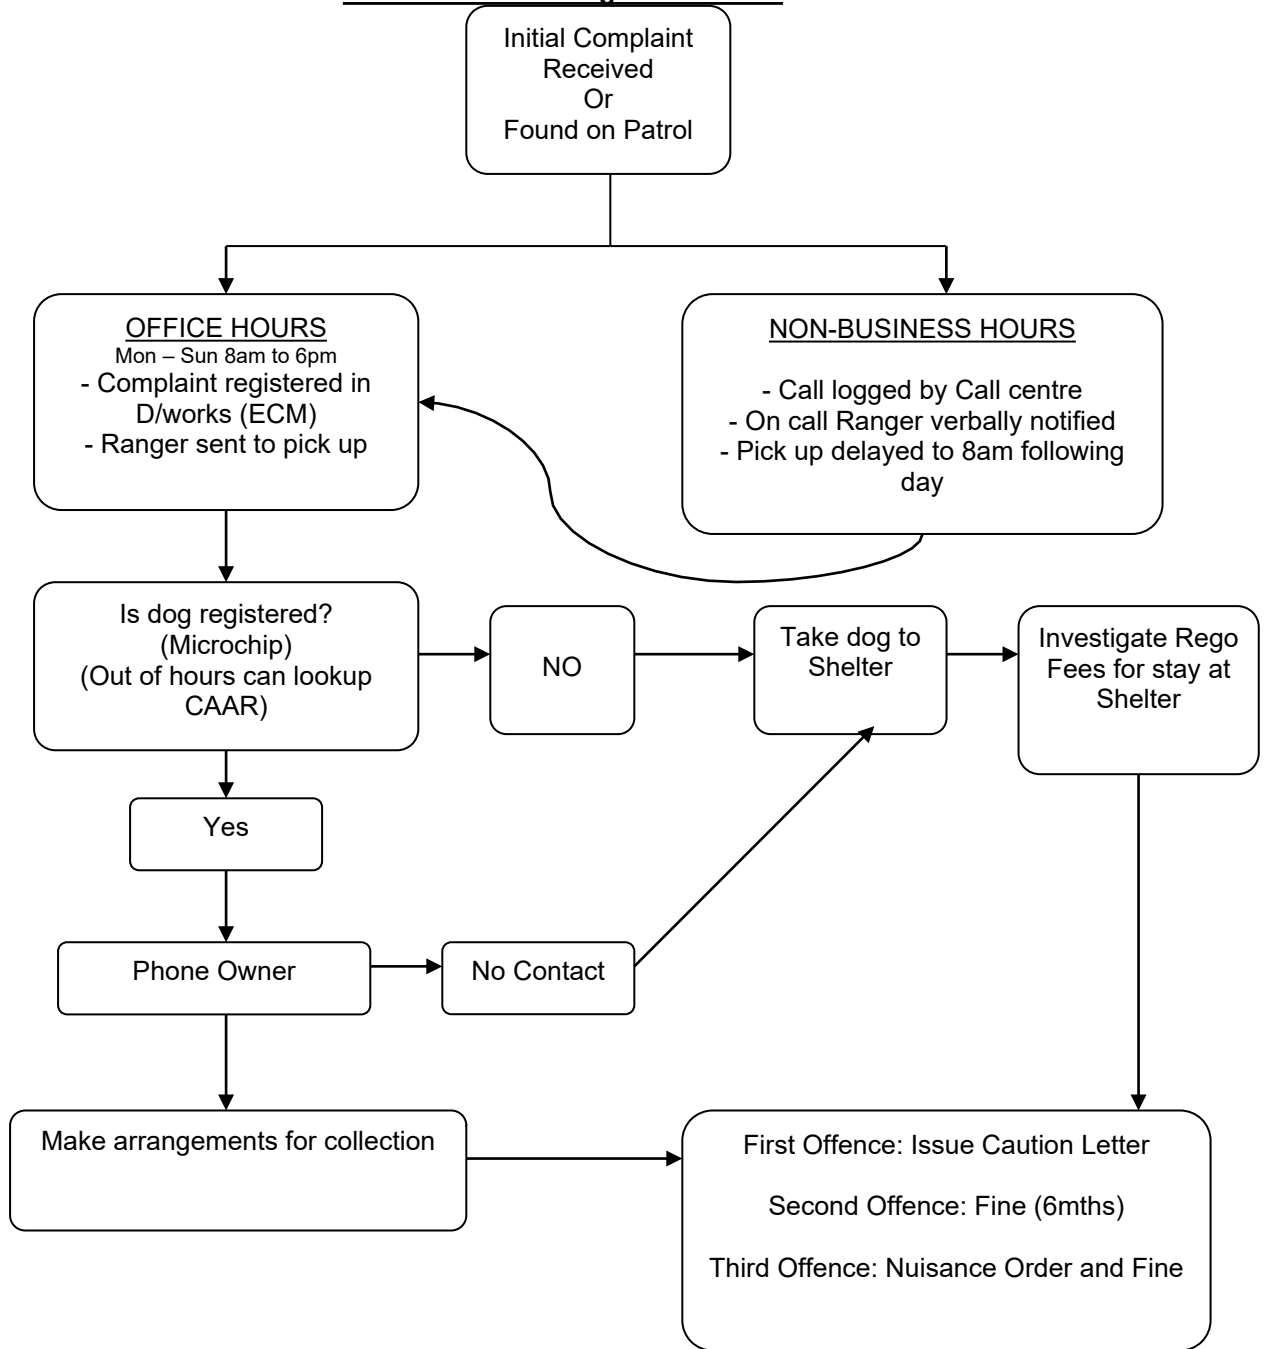 Initial Complaint
Received
Or
Found on Patrol
OFFICE HOURS
Mon – Sun 8am to 6pm
- Complaint registered in
D/works (ECM)
- Ranger sent to pick up
NON-BUSINESS HOURS
- Call logged by Call centre
- On call Ranger verbally notified
- Pick up delayed to 8am following
day
Is dog registered?
(Microchip)
(Out of hours can lookup
CAAR)
NO
Take dog to
Shelter
Investigate Rego
Fees for stay at
Shelter
Yes
Phone Owner
No Contact
Make arrangements for collection
First Offence: Issue Caution Letter
Second Offence: Fine (6mths)
Third Offence: Nuisance Order and Fine